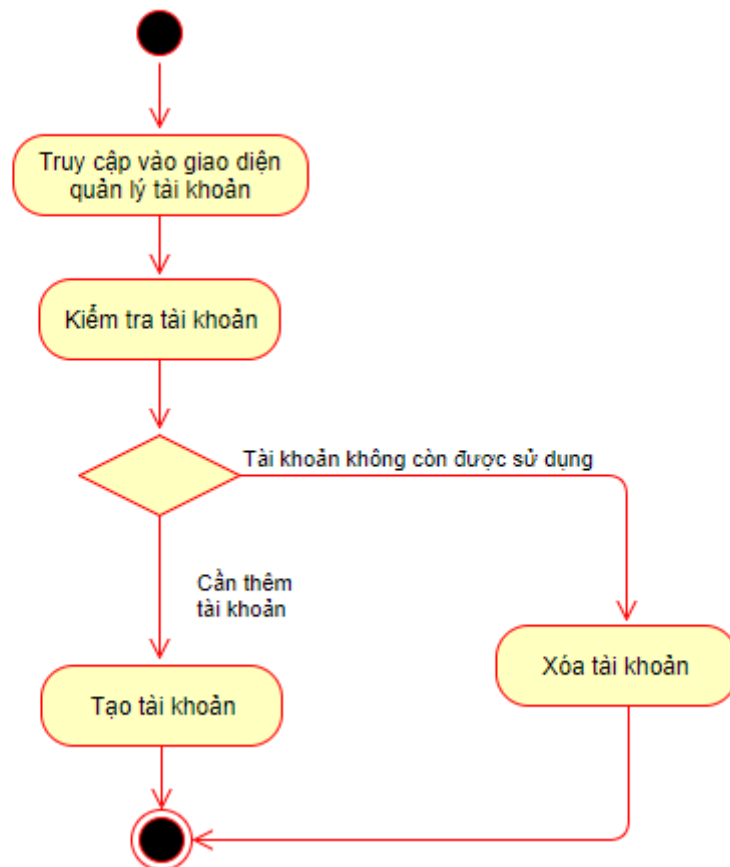 Truy cập vào giao diện
quản lý tài khoản
Kiểm tra tài khoản
Tài khoản không còn được sử dụng
Cần thêm
tài khoản
Xóa tài khoản
Tạo tài khoản